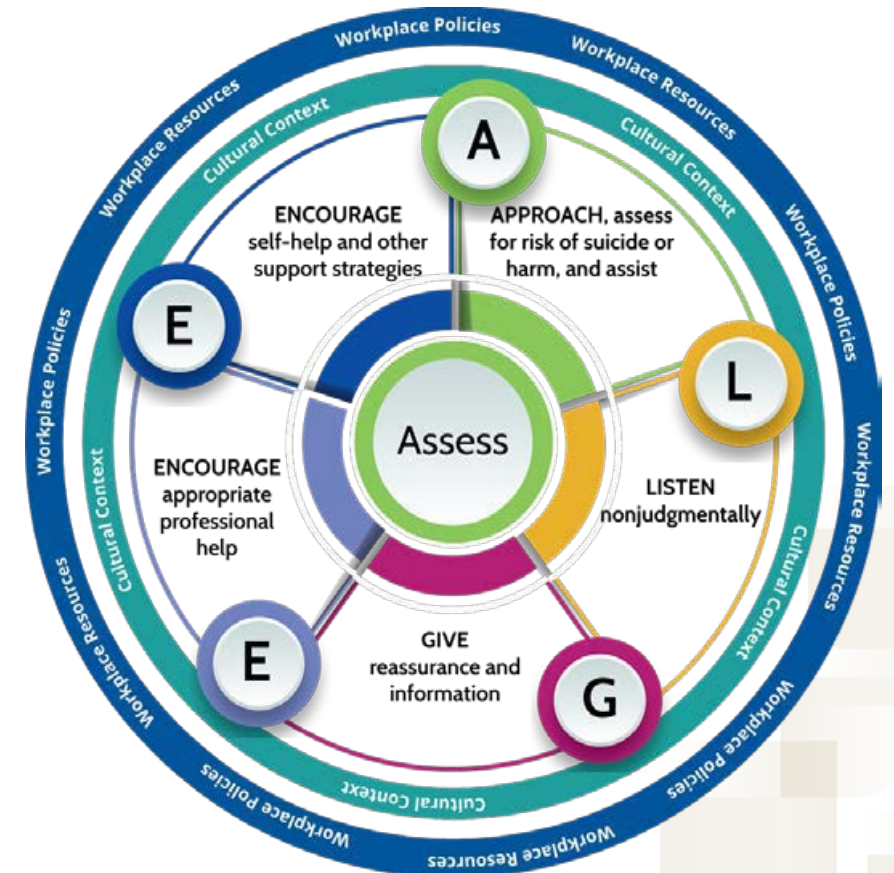 Workplace Policies
Workplace Resources
Workplace Policies
Workplace Resources
Workplace Policies
Workplace Resources
Workplace Policies
Workplace Resources
Workplace Policies
Workplace Resources
Cultural Context
Cultural Context
Cultural Context
Cultural Context
Cultural Context
A
APPROACH, assess
for risk of suicide or
harm, and assist
L
LISTEN
nonjudgmentally
G
GIVE
reassurance and
information
E
ENCOURAGE
appropriate
professional
help
E
ENCOURAGE
self-help and other
support strategies
Assess